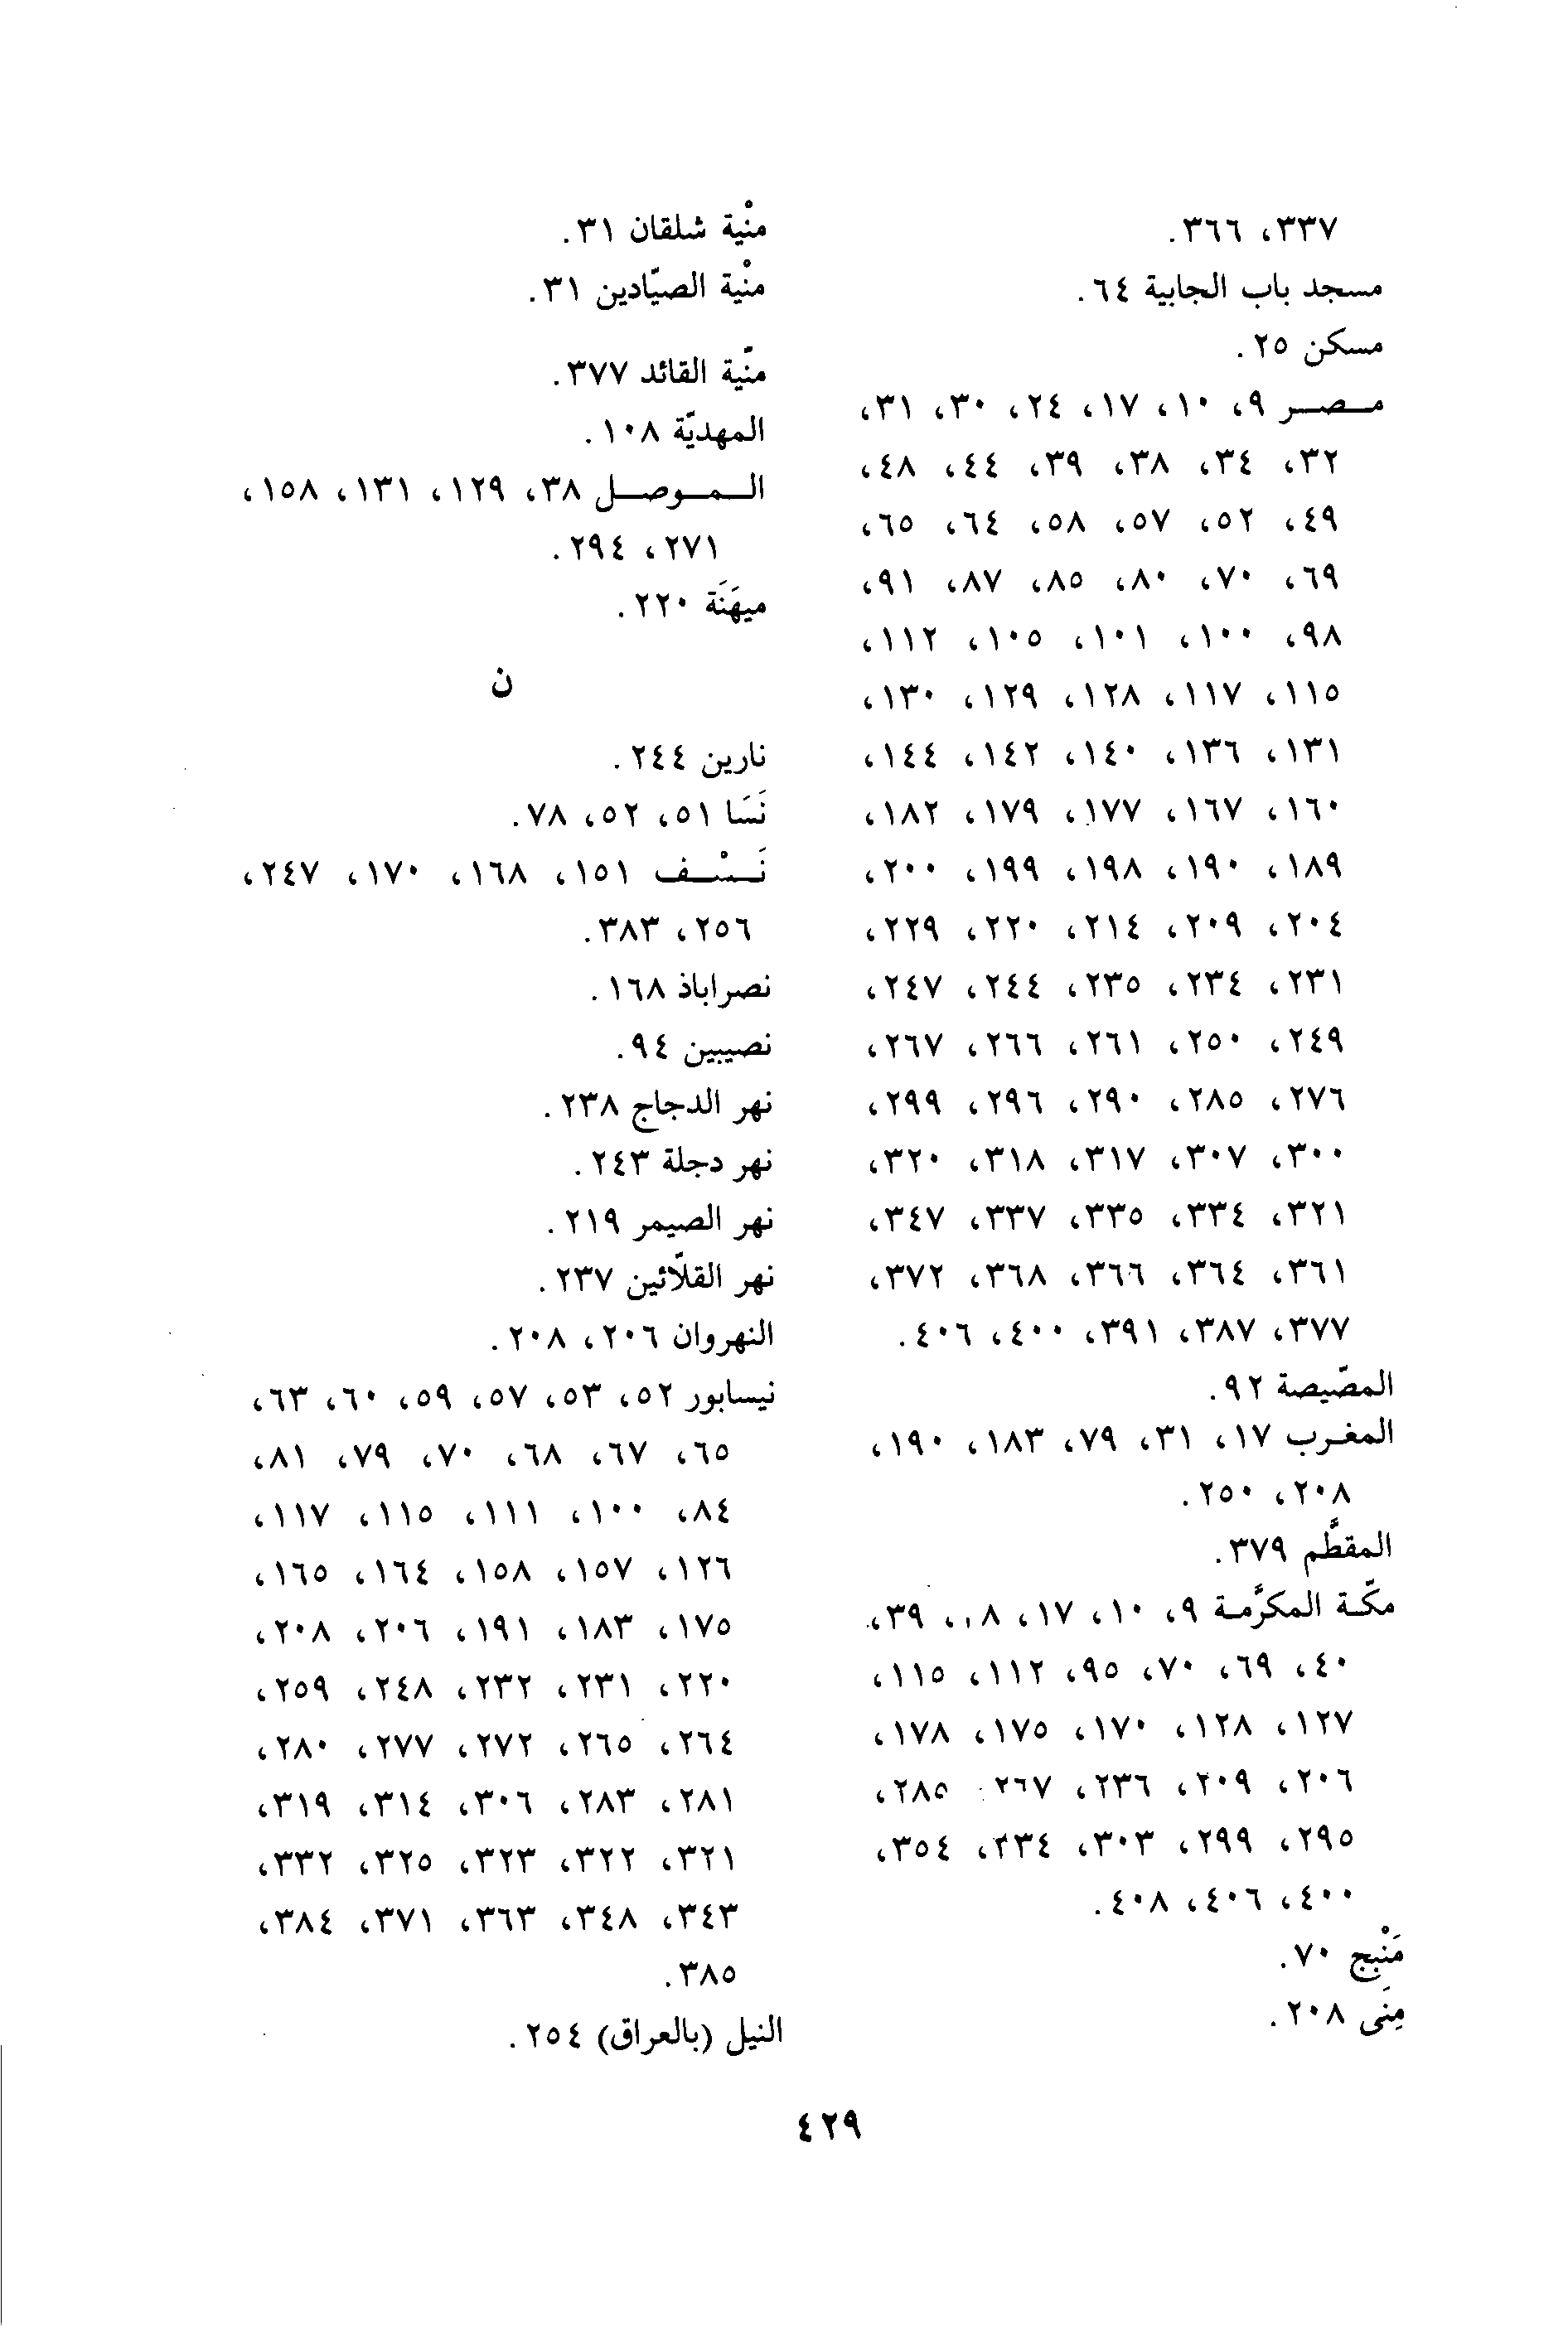 ٣٣٧، ٣٦٦.
مسجد باب الجابية ٦٤.
مسكن ٢٥.
مـصـر ٩، ١٠، ١٧، ٢٤، ٣٠، ٣١،
٣٢، ٣٤، ٣٨، ٣٩، ٤٤، ٤٨،
٤٩، ٥٢، ٥٧، ٥٨، ٦٤، ٦٥،
٦٩، ٧٠، ٨٠، ٨٥، ٨٧، ٩١،
٩٨، ١٠٠، ١٠١، ١٠٥، ١١٢،
١١٥، ١١٧، ١٢٨، ١٢٩، ١٣٠،
١٣١، ١٣٦، ١٤٠، ١٤٢، ١٤٤،
١٦٠، ١٦٧، ١٧٧، ١٧٩، ١٨٢،
١٨٩، ١٩٠، ١٩٨، ١٩٩، ٢٠٠،
٢٠٤، ٢٠٩، ٢١٤، ٢٢٠، ٢٢٩،
٢٣١، ٢٣٤، ٢٣٥، ٢٤٤، ٢٤٧،
٢٤٩، ٢٥٠، ٢٦١، ٢٦٦، ٢٦٧،
٢٧٦، ٢٨٥، ٢٩٠، ٢٩٦، ٢٩٩،
٣٠٠، ٣٠٧، ٣١٧، ٣١٨، ٣٢٠،
٣٢١، ٣٣٤، ٣٣٥، ٣٣٧، ٣٤٧،
٣٦١، ٣٦٤، ٣٦٦، ٣٦٨، ٣٧٢،
٣٧٧، ٣٨٧، ٣٩١، ٤٠٠، ٤٠٦.
المصّيصة ٩٢.
المغرب ١٧، ٣١، ٧٩، ١٨٣، ١٩٠،
٢٠٨، ٢٥٠.
المقطَّم ٣٧٩.
مكّة المكرَّمة ٩، ١٠، ١٧، ٣٩،
٤٠، ٦٩، ٧٠، ٩٥، ١١٢، ١١٥،
١٢٧، ١٢٨، ١٧٠، ١٧٥، ١٧٨،
٢٠٦، ٢٠٩، ٢٣٦، ٢٦٧ ٢٨٥،
٢٩٥، ٢٩٩، ٣٠٣، ٣٣٤، ٣٥٤،
٤٠٠، ٤٠٦، ٤٠٨.
مَنْبِج ٧٠.
مِنَى ٢٠٨.
منْية شلقان ٣١.
منْية الصيّادين ٣١.
منّية القائد ٣٧٧.
المهديّة ١٠٨.
الـمـوصـل ٣٨، ١٢٩، ١٣١، ١٥٨،
٢٧١، ٢٩٤.
ميهَنَة ٢٢٠.
ن
نارين ٢٤٤.
نَسَا ٥١، ٥٢، ٧٨.
نَـسْـف ١٥١، ١٦٨، ١٧٠، ٢٤٧،
٢٥٦، ٣٨٣.
نصراباذ ١٦٨.
نصيبين ٩٤.
نهر الدجاج ٢٣٨.
نهر دجلة ٢٤٣.
نهر الصيمر ٢١٩.
نهر القلّائين ٢٣٧.
النهروان ٢٠٦، ٢٠٨.
نيسابور ٥٢، ٥٣، ٥٧، ٥٩، ٦٠، ٦٣،
٦٥، ٦٧، ٦٨، ٧٠، ٧٩، ٨١،
٨٤، ١٠٠، ١١١، ١١٥، ١١٧،
١٢٦، ١٥٧، ١٥٨، ١٦٤، ١٦٥،
١٧٥، ١٨٣، ١٩١، ٢٠٦، ٢٠٨،
٢٢٠، ٢٣١، ٢٣٢، ٢٤٨، ٢٥٩،
٢٦٤، ٢٦٥، ٢٧٢، ٢٧٧، ٢٨٠،
٢٨١، ٢٨٣، ٣٠٦، ٣١٤، ٣١٩،
٣٢١، ٣٢٢، ٣٢٣، ٣٢٥، ٣٣٢،
٣٤٣، ٣٤٨، ٣٦٣، ٣٧١، ٣٨٤،
٣٨٥.
النيل (بالعراق) ٢٥٤.
٤٢٩